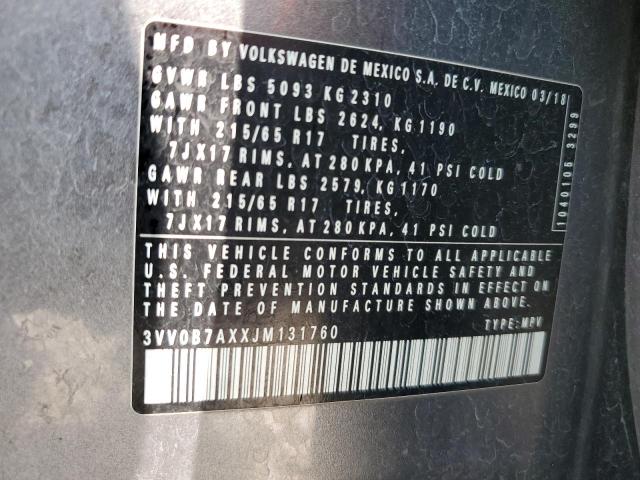 MFD BY VOLKSWAGEN DE MEXICO S.A. DE C.V. MEXICO 03/18
GVWR LBS 5093 KG 2310
GAWR FRONT LBS 2624, KG 1190
WITH 215/65 R17 TIRES,
7JX17 RIMS, AT 280 KPA, 41 PSI COLD
GAWR REAR LBS 2579, KG 1170
WITH 215/65 R17 TIRES,
7JX17 RIMS, AT 280 KPA, 41 PSI COLD
1040106 3299
THIS VEHICLE CONFORMS TO ALL APPLICABLE
U.S. FEDERAL MOTOR VEHICLE SAFETY AND
THEFT PREVENTION STANDARDS IN EFFECT ON
THE DATE OF MANUFACTURE SHOWN ABOVE.
3VV0B7AXXJM131760 TYPE: MPV